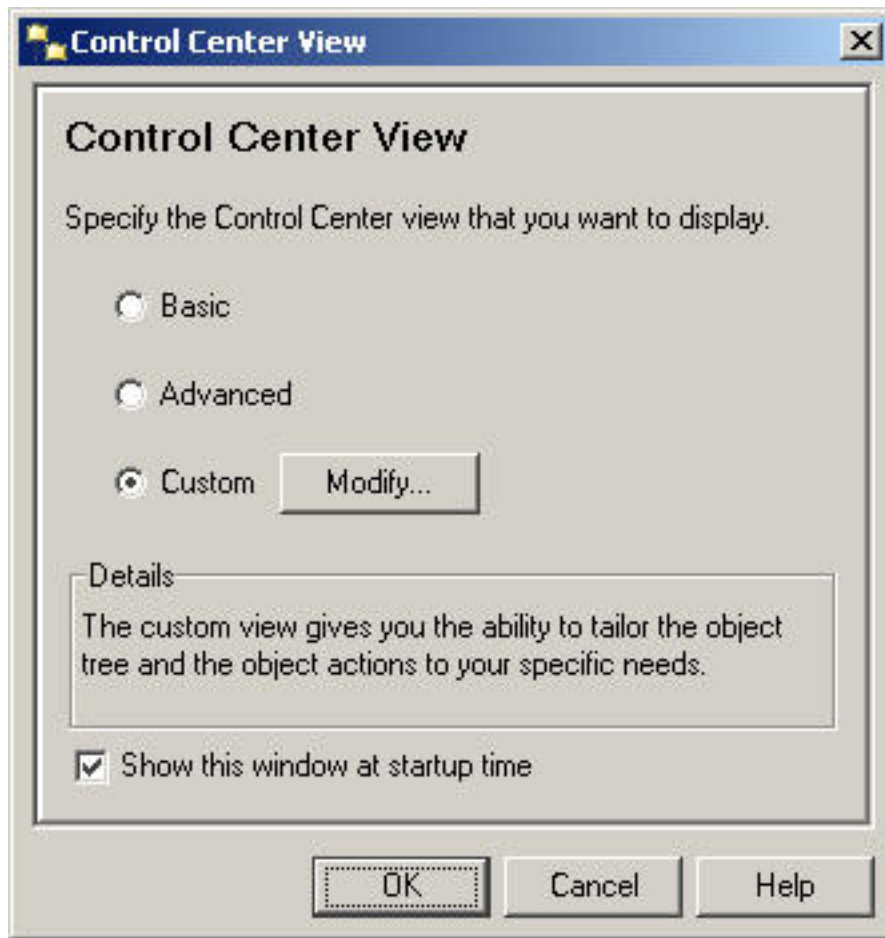 Control Center View
Control Center View
Specify the Control Center view that you want to display.
Basic
Advanced
Custom Modify...
Details
The custom view gives you the ability to tailor the object
tree and the object actions to your specific needs.
Show this window at startup time
OK Cancel Help